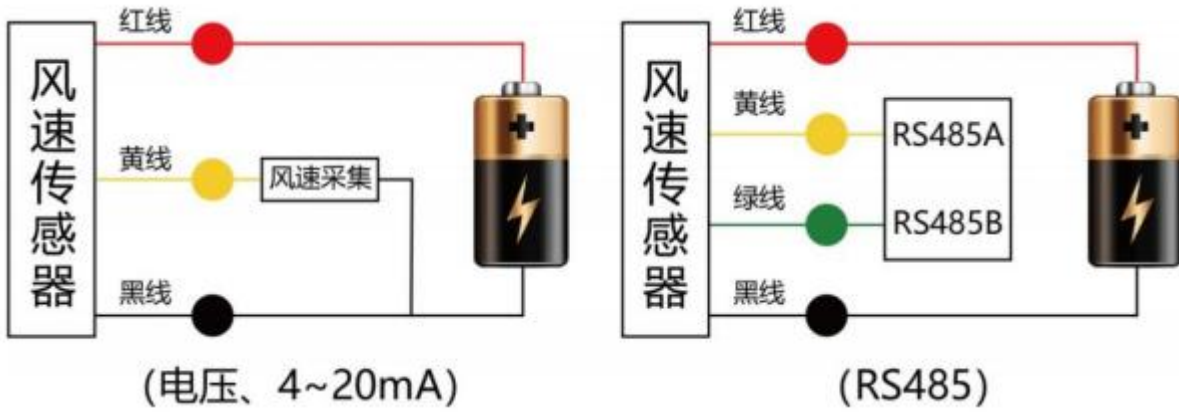 红线
风速传感器
黄线
风速采集
黑线
(电压、4~20mA)
红线
风速传感器
黄线
RS485A
绿线
RS485B
黑线
(RS485)